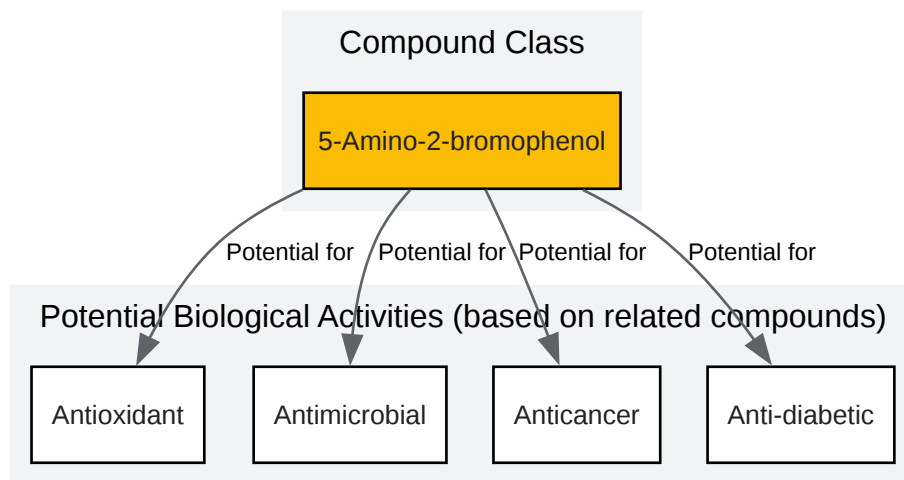 Compound Class
5-Amino-2-bromophenol
Potential for Potential for Potential for Potential for
Potential Biological Activities (based on related compounds)
Antioxidant Antimicrobial Anticancer Anti-diabetic